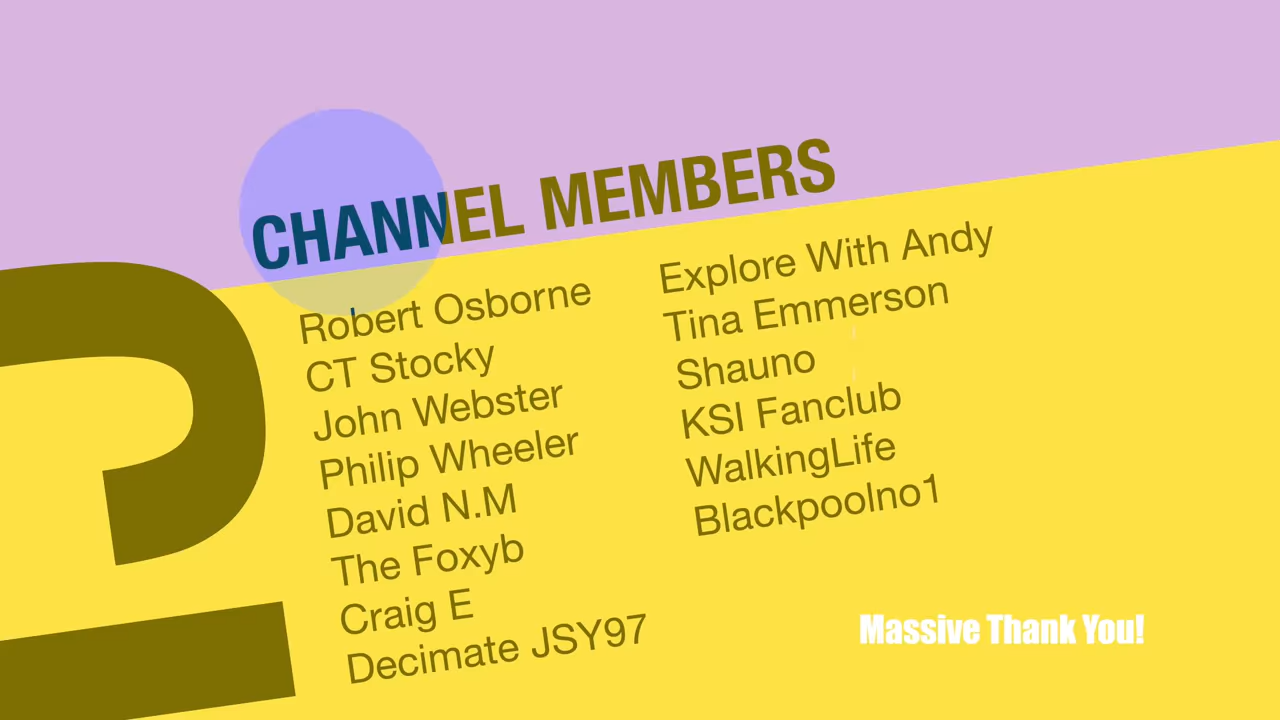 CHANNEL MEMBERS
Robert Osborne
CT Stocky
John Webster
Philip Wheeler
David N.M
The Foxyb
Craig E
Decimate JSY97
Explore With Andy
Tina Emmerson
Shauno
KSI Fanclub
WalkingLife
Blackpoolno1
Massive Thank You!